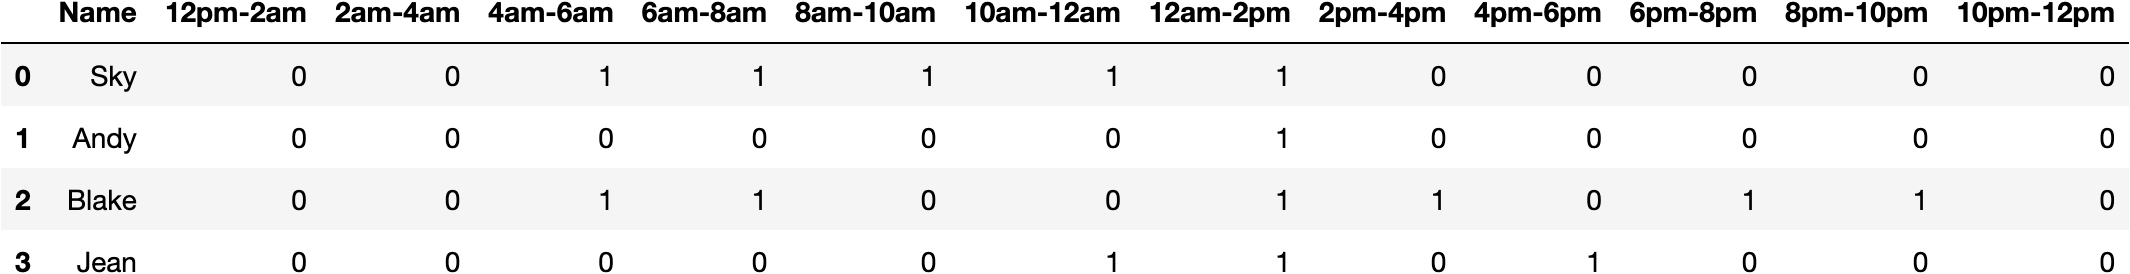 Name 12pm-2am 2am-4am 4am-6am 6am-8am 8am-10am 10am-12am 12am-2pm 2pm-4pm 4pm-6pm 6pm-8pm 8pm-10pm 10pm-12pm
0 Sky 0 0 1 1 1 1 1 0 0 0 0 0
1 Andy 0 0 0 0 0 0 1 0 0 0 0 0
2 Blake 0 0 1 1 0 0 1 1 0 1 1 0
3 Jean 0 0 0 0 0 1 1 0 1 0 0 0